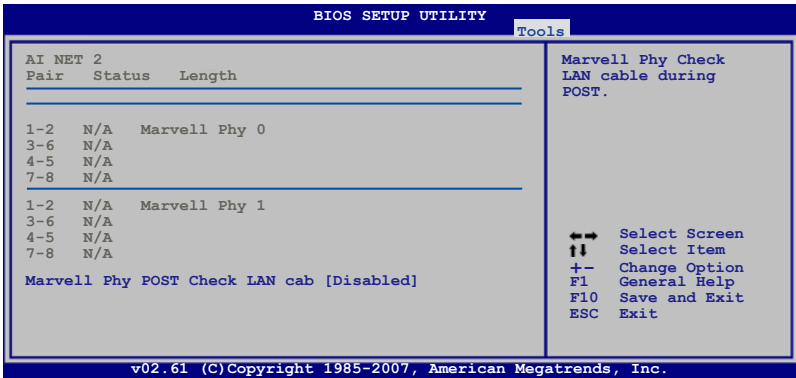 BIOS SETUP UTILITY
Tools
AI NET 2
Pair Status Length
1-2 N/A Marvell Phy 0
3-6 N/A
4-5 N/A
7-8 N/A
1-2 N/A Marvell Phy 1
3-6 N/A
4-5 N/A
7-8 N/A
Marvell Phy POST Check LAN cab [Disabled]
Marvell Phy Check
LAN cable during
POST.
Select Screen
Select Item
+- Change Option
F1 General Help
F10 Save and Exit
ESC Exit
v02.61 (C)Copyright 1985-2007, American Megatrends, Inc.